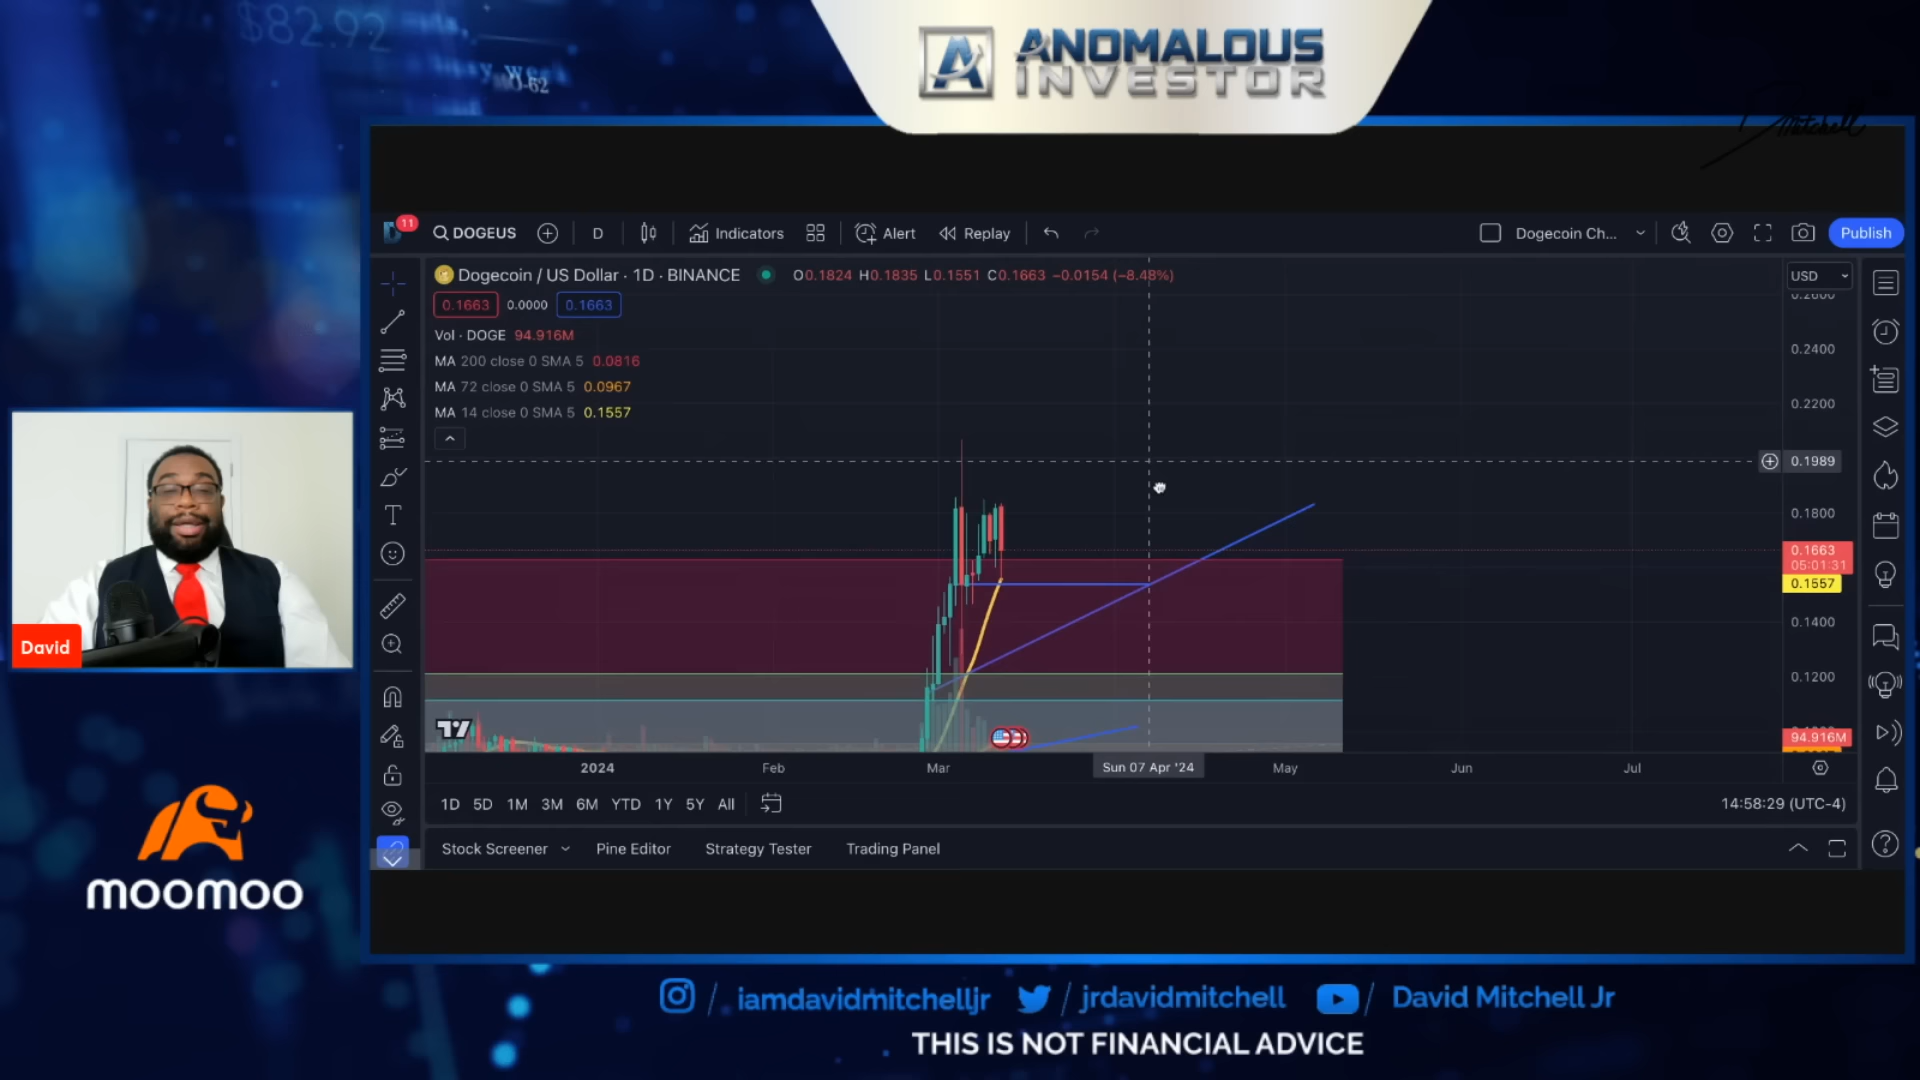 $82.92
ANOMALOUS
INVESTOR
Mitchell
11
DOGEUS
D
Indicators
Alert
Replay
Dogecoin Ch...
Publish
Dogecoin / US Dollar · 1D · BINANCE
O0.1824 H0.1835 L0.1551 C0.1663 −0.0154 (−8.48%)
USD
0.1663 0.0000 0.1663
Vol · DOGE 94.916M
MA 200 close 0 SMA 5 0.0816
MA 72 close 0 SMA 5 0.0967
MA 14 close 0 SMA 5 0.1557
0.2600
0.2400
0.2200
0.1989
0.1800
0.1663
05:01:31
0.1557
0.1400
0.1200
94.916M
2024 Feb Mar Sun 07 Apr '24 May Jun Jul
1D 5D 1M 3M 6M YTD 1Y 5Y All
14:58:29 (UTC-4)
Stock Screener Pine Editor Strategy Tester Trading Panel
David
moomoo
/ iamdavidmitchelljr / jrdavidmitchell / David Mitchell Jr
THIS IS NOT FINANCIAL ADVICE